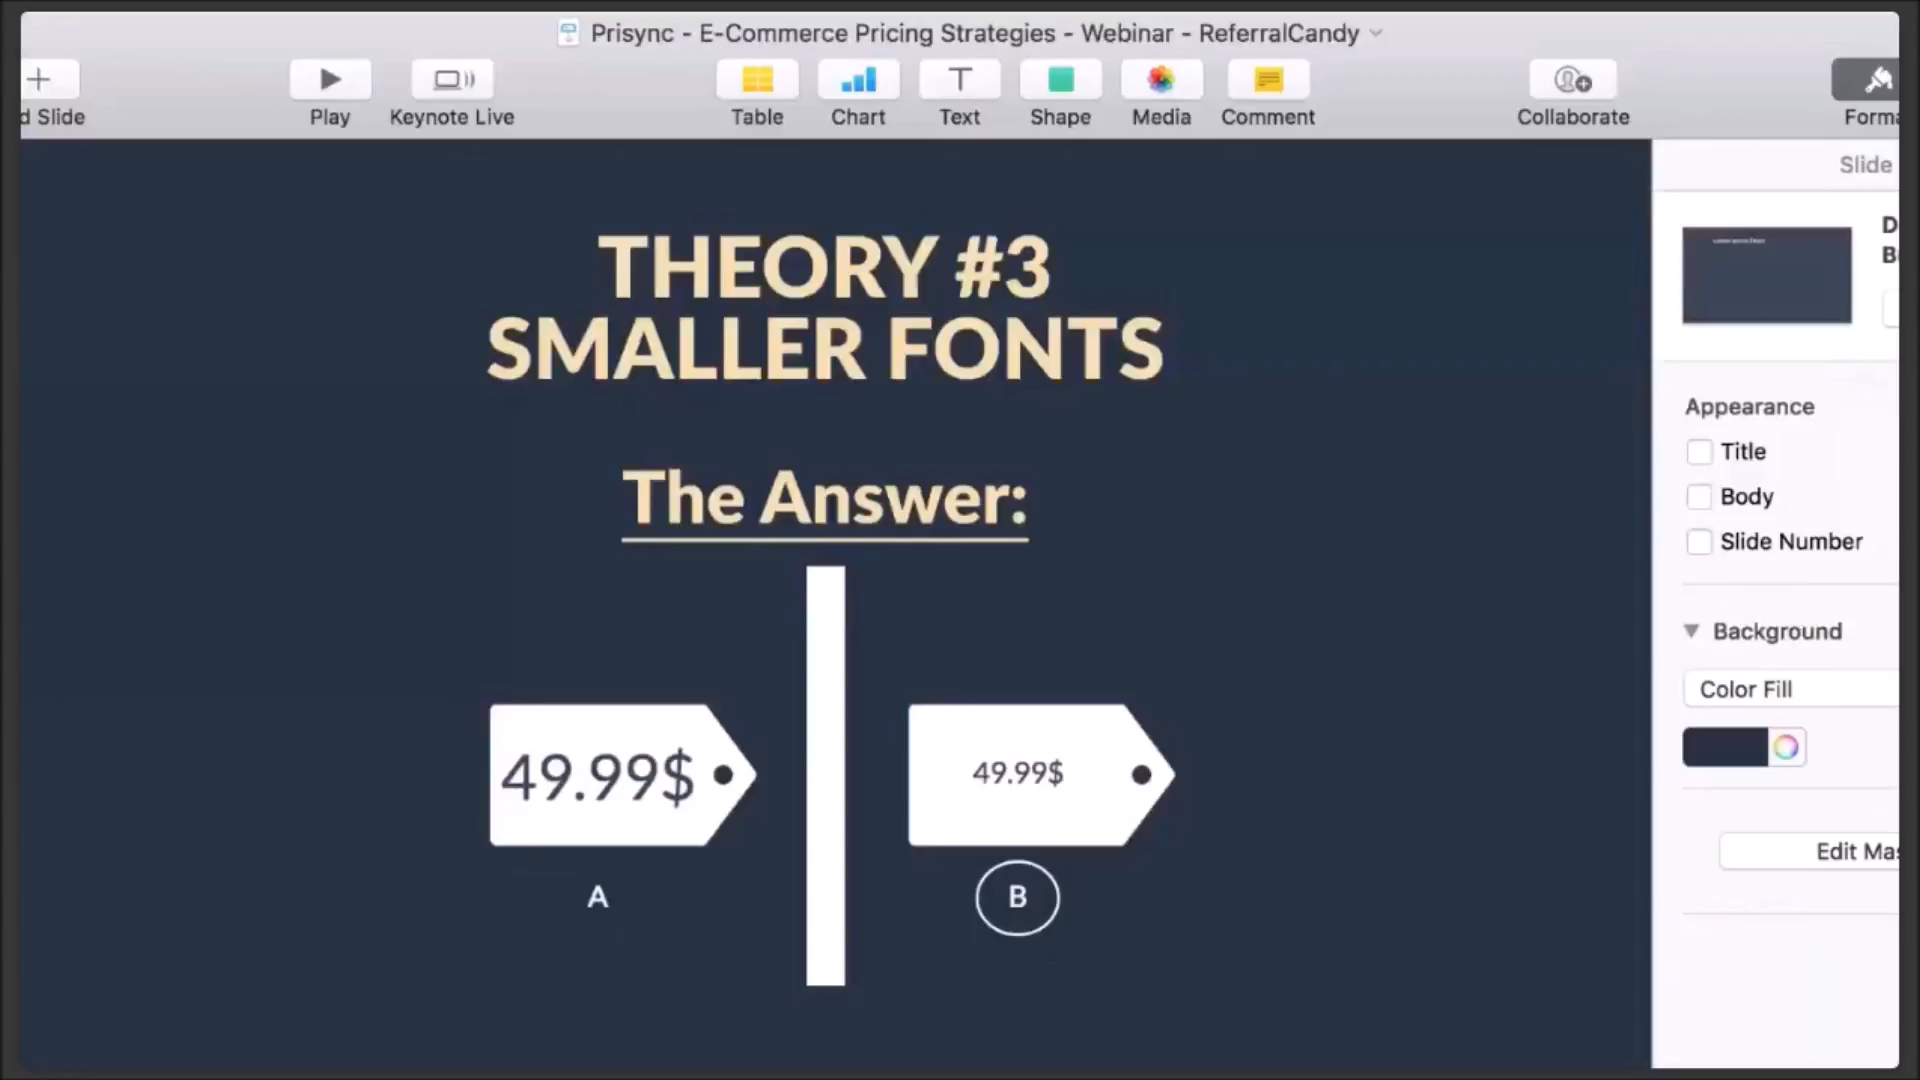 Prisync - E-Commerce Pricing Strategies - Webinar - ReferralCandy
d Slide
Play
Keynote Live
Table
Chart
Text
Shape
Media
Comment
Collaborate
Forma
Slide
THEORY #3
SMALLER FONTS
The Answer:
49.99$
49.99$
A
B
D
B
Appearance
Title
Body
Slide Number
Background
Color Fill
Edit Mas